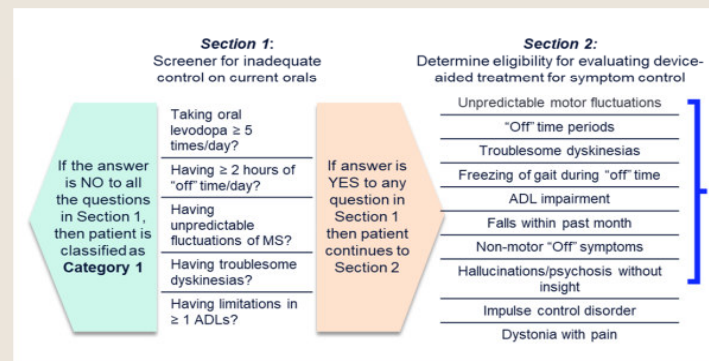 Section 1:
Screener for inadequate
control on current orals
Section 2:
Determine eligibility for evaluating device-
aided treatment for symptom control
If the answer
is NO to all
the questions
in Section 1,
then patient is
classified as
Category 1
Taking oral
levodopa ≥ 5
times/day?
Having ≥ 2 hours of
"off" time/day?
Having
unpredictable
fluctuations of MS?
Having troublesome
dyskinesias?
Having limitations in
≥ 1 ADLs?
If answer is
YES to any
question in
Section 1
then patient
continues to
Section 2
Unpredictable motor fluctuations
"Off" time periods
Troublesome dyskinesias
Freezing of gait during "off" time
ADL impairment
Falls within past month
Non-motor "Off" symptoms
Hallucinations/psychosis without
insight
Impulse control disorder
Dystonia with pain